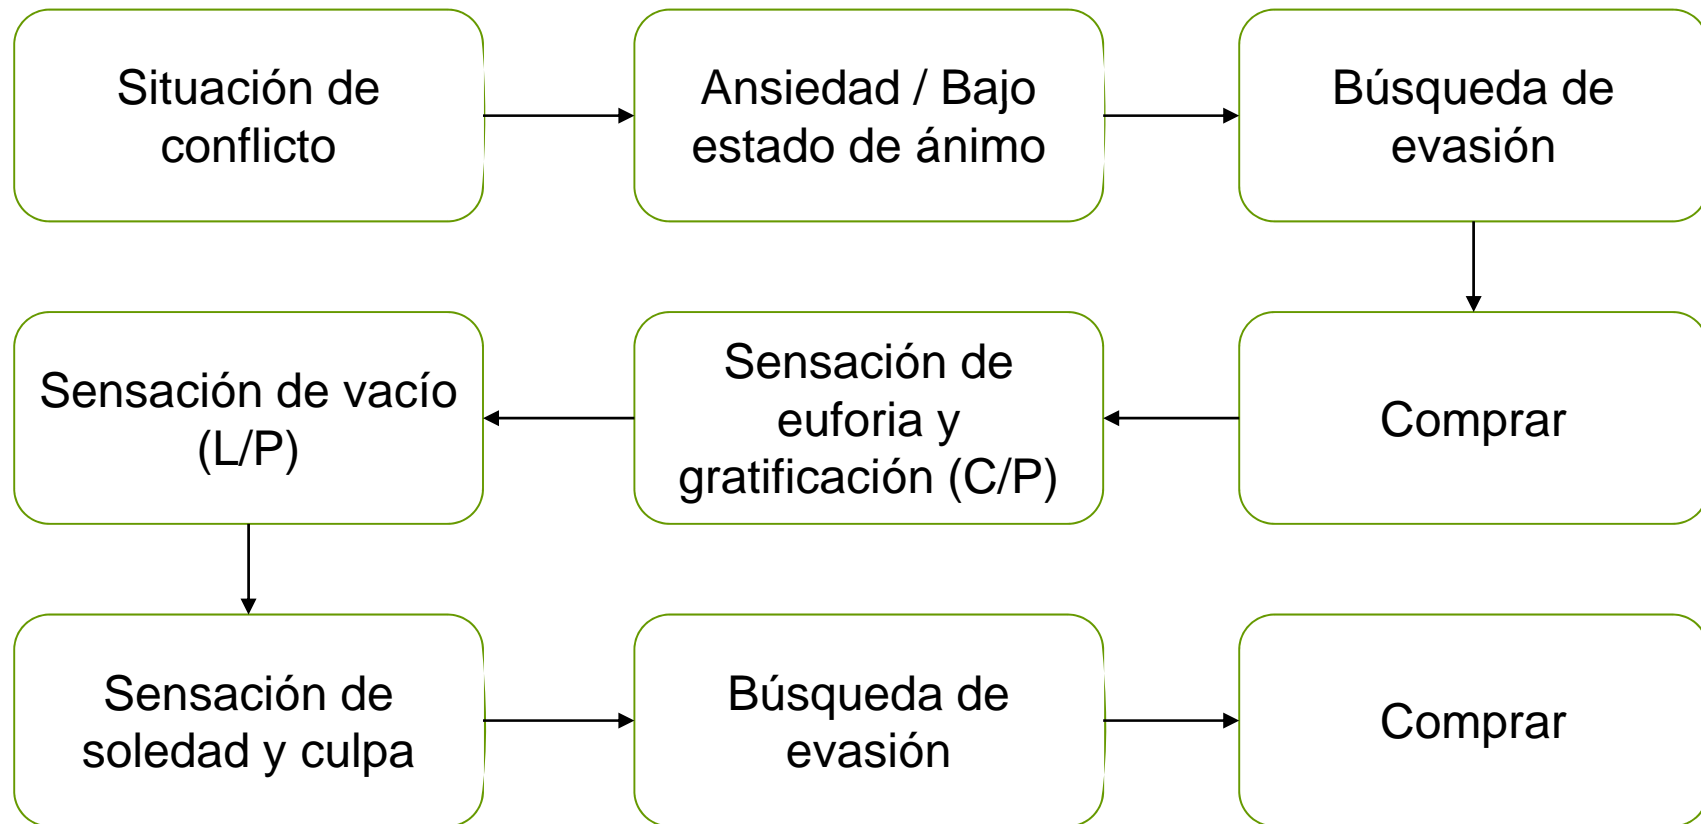 Situación de
conflicto
Ansiedad / Bajo
estado de ánimo
Búsqueda de
evasión
Sensación de vacío
(L/P)
Sensación de
euforia y
gratificación (C/P)
Comprar
Sensación de
soledad y culpa
Búsqueda de
evasión
Comprar